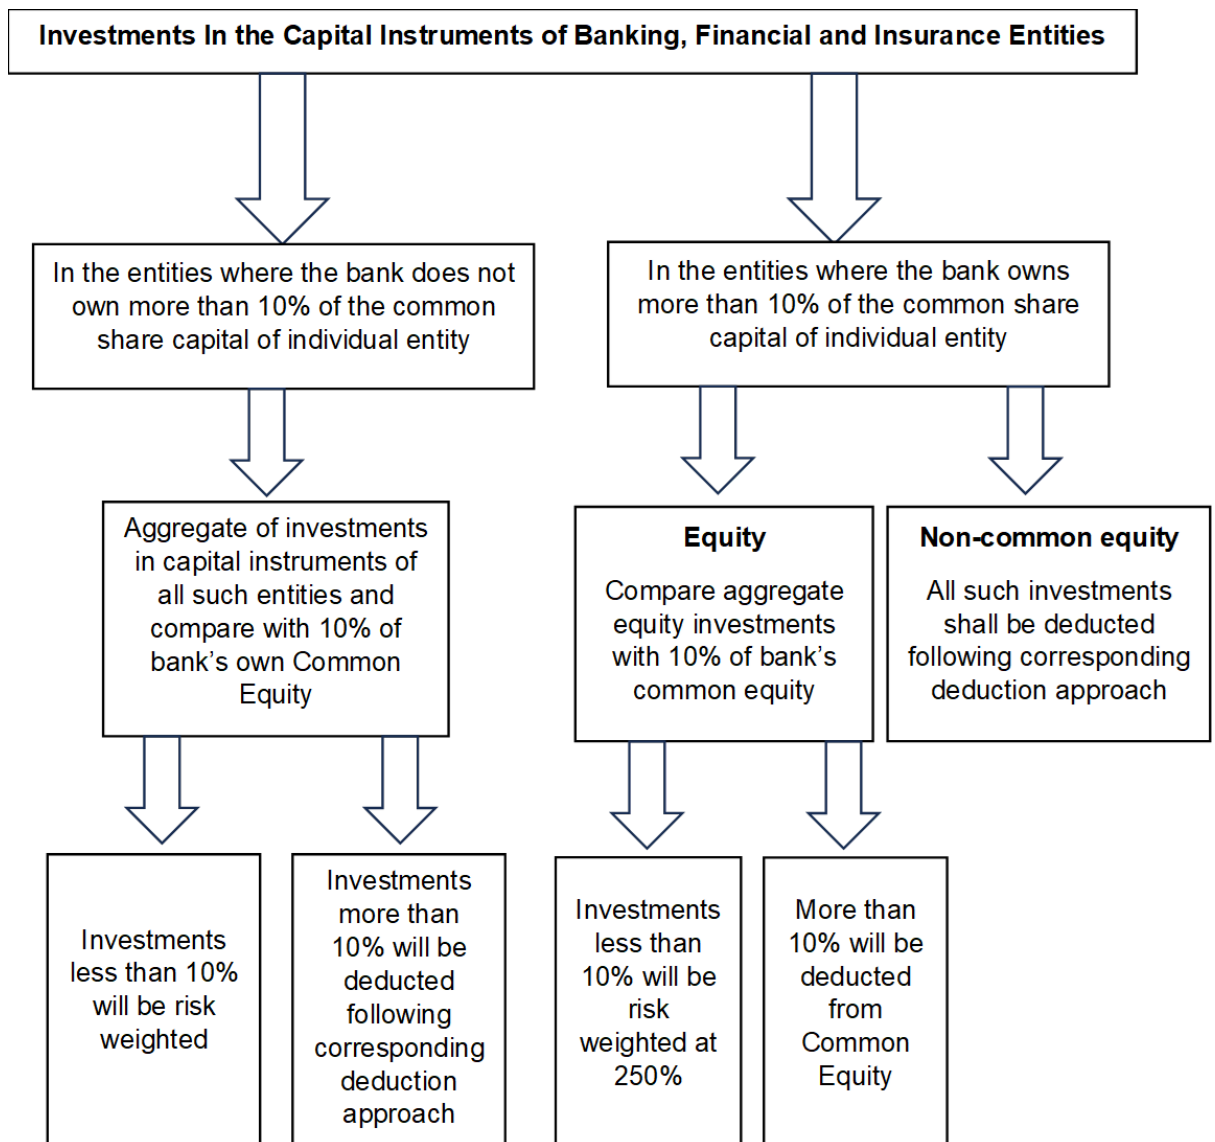 Investments In the Capital Instruments of Banking, Financial and Insurance Entities
In the entities where the bank does not
own more than 10% of the common
share capital of individual entity
In the entities where the bank owns
more than 10% of the common share
capital of individual entity
Aggregate of investments
in capital instruments of
all such entities and
compare with 10% of
bank’s own Common
Equity
Equity
Compare aggregate
equity investments
with 10% of bank’s
common equity
Non-common equity
All such investments
shall be deducted
following corresponding
deduction approach
Investments
less than 10%
will be risk
weighted
Investments
more than
10% will be
deducted
following
corresponding
deduction
approach
Investments
less than
10% will be
risk
weighted at
250%
More than
10% will be
deducted
from
Common
Equity